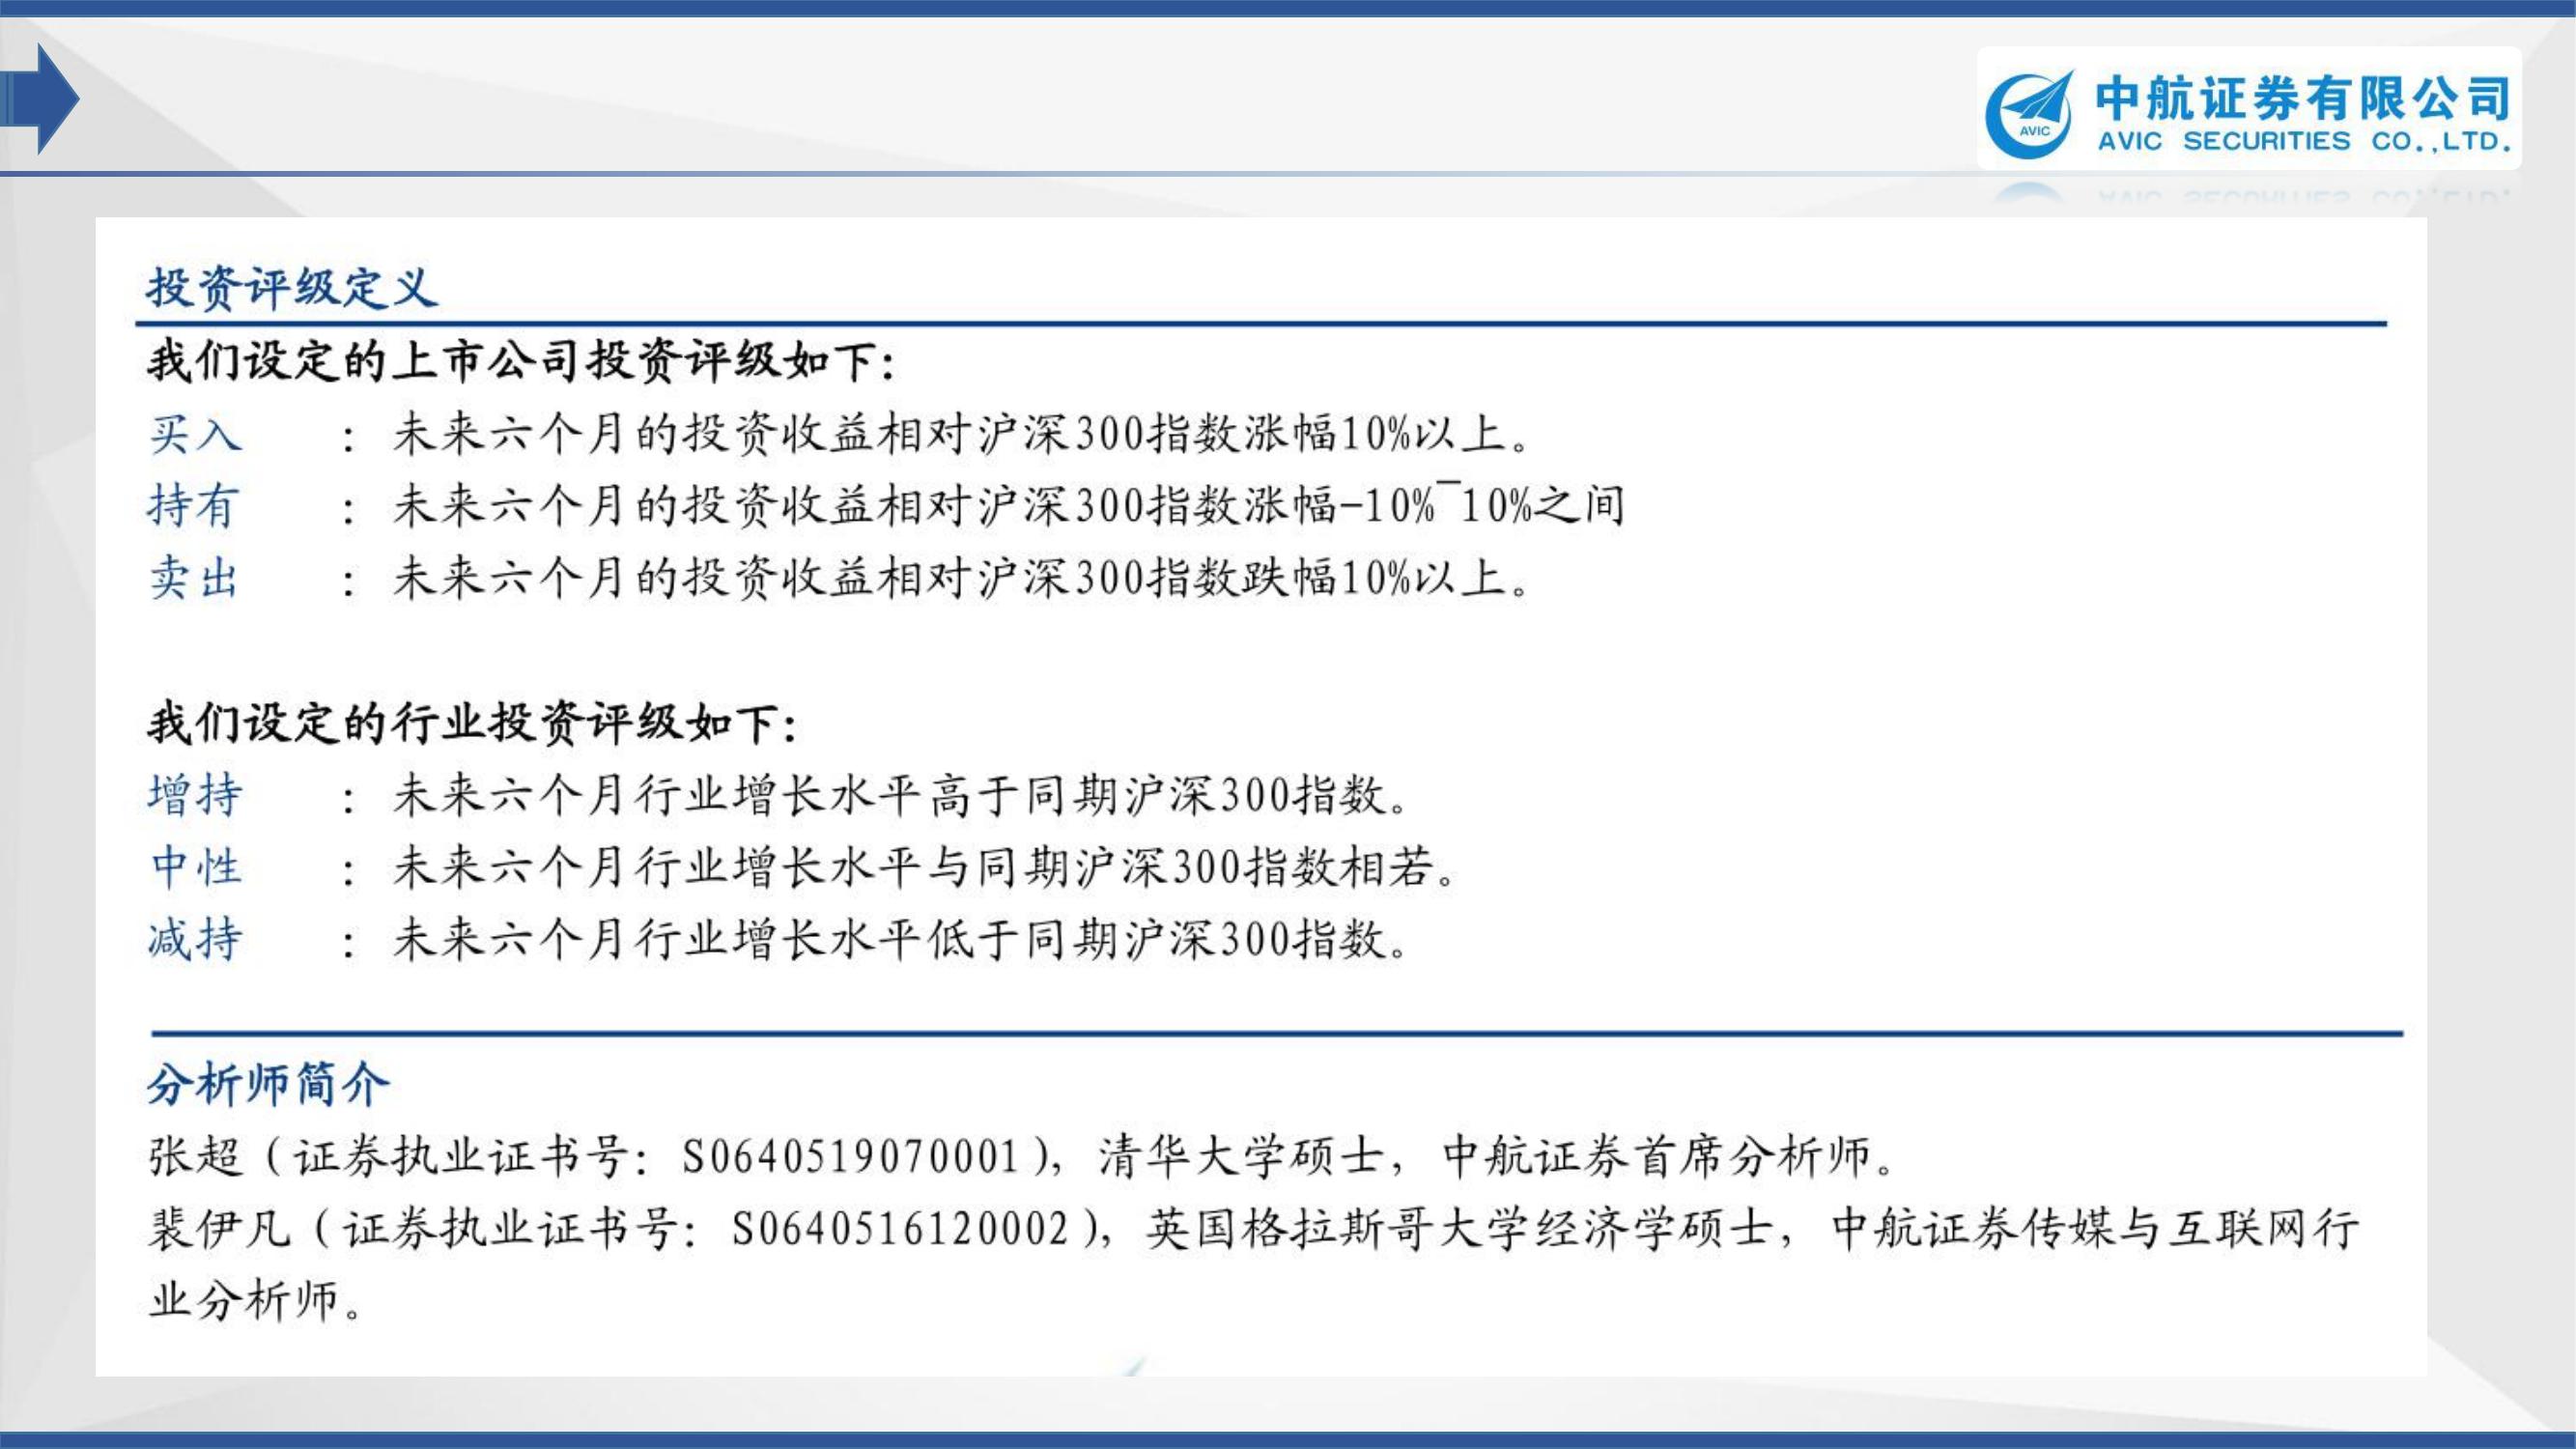 中航证券有限公司
AVIC
AVIC SECURITIES CO.,LTD.
投资评级定义
我们设定的上市公司投资评级如下：
买入 ：未来六个月的投资收益相对沪深300指数涨幅10%以上。
持有 ：未来六个月的投资收益相对沪深300指数涨幅-10%¯10%之间
卖出 ：未来六个月的投资收益相对沪深300指数跌幅10%以上。
我们设定的行业投资评级如下：
增持 ：未来六个月行业增长水平高于同期沪深300指数。
中性 ：未来六个月行业增长水平与同期沪深300指数相若。
减持 ：未来六个月行业增长水平低于同期沪深300指数。
分析师简介
张超（证券执业证书号：S0640519070001），清华大学硕士，中航证券首席分析师。
裴伊凡（证券执业证书号：S0640516120002），英国格拉斯哥大学经济学硕士，中航证券传媒与互联网行
业分析师。